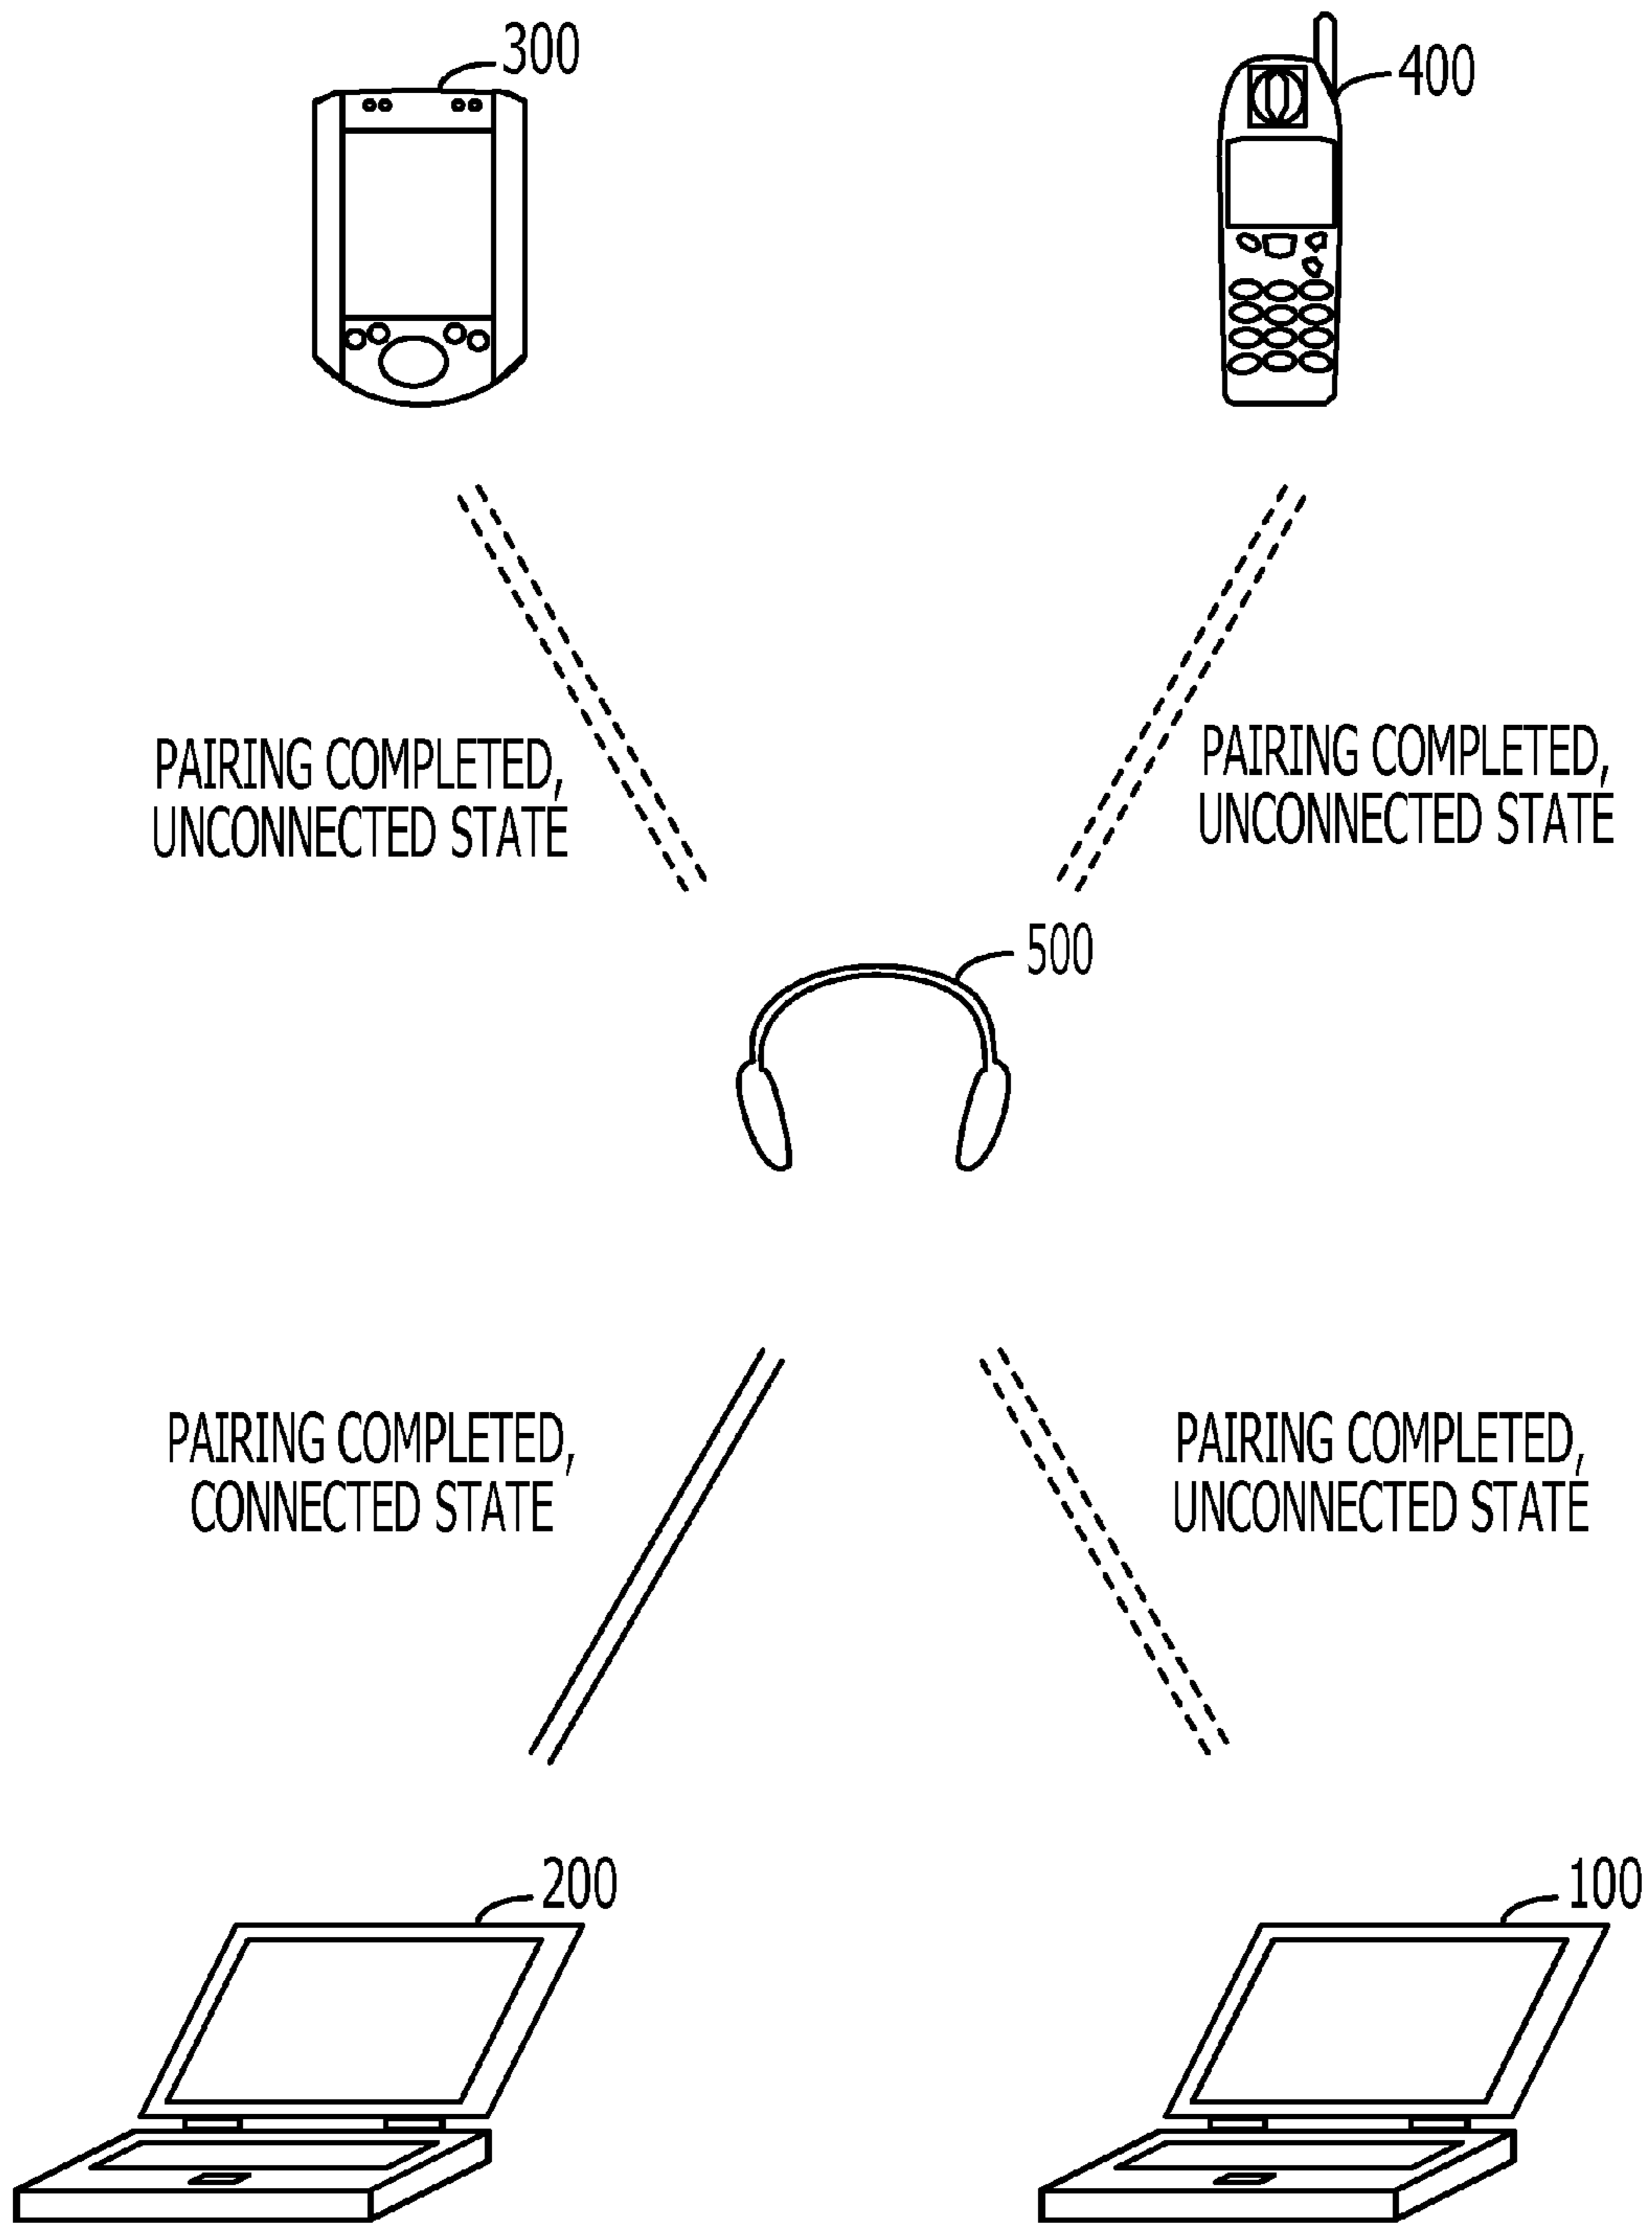 300
400
PAIRING COMPLETED,
UNCONNECTED STATE
PAIRING COMPLETED,
UNCONNECTED STATE
500
PAIRING COMPLETED,
CONNECTED STATE
PAIRING COMPLETED,
UNCONNECTED STATE
200
100